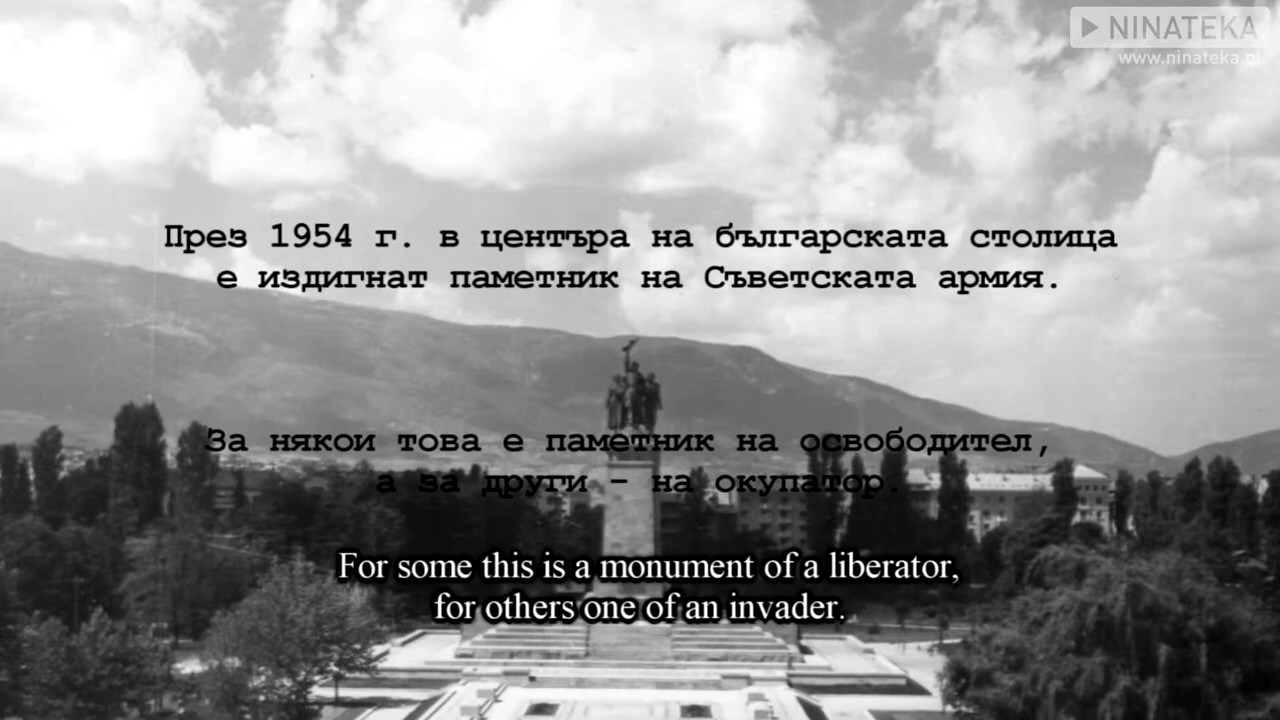 NINATEKA
www.ninateka.pl
През 1954 г. в центъра на българската столица
е издигнат паметник на Съветската армия.
За някои това е паметник на освободител,
а за други – на окупатор.
For some this is a monument of a liberator,
for others one of an invader.